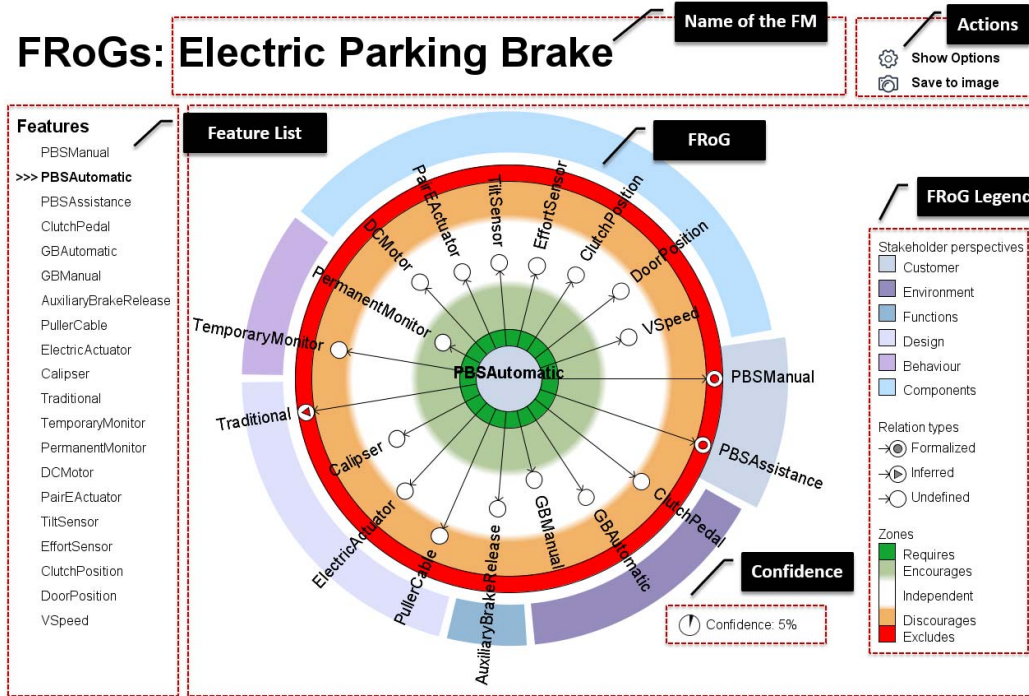 Name of the FM
Actions
FRoGs: Electric Parking Brake
Show Options
Save to image
Features
Feature List
FRoG
FRoG Legend
PBSManual
>>> PBSAutomatic
PBSAssistance
ClutchPedal
GBAutomatic
GBManual
AuxiliaryBrakeRelease
PullerCable
ElectricActuator
Calipser
Traditional
TemporaryMonitor
PermanentMonitor
DCMotor
PairEActuator
TiltSensor
EffortSensor
ClutchPosition
DoorPosition
VSpeed
PBSAutomatic
TemporaryMonitor
PermanentMonitor
DCMotor
PairEActuator
TiltSensor
EffortSensor
ClutchPosition
DoorPosition
VSpeed
PBSManual
PBSAssistance
ClutchPedal
GBAutomatic
GBManual
AuxiliaryBrakeRelease
PullerCable
ElectricActuator
Calipser
Traditional
Stakeholder perspectives
Customer
Environment
Functions
Design
Behaviour
Components
Relation types
Formalized
Inferred
Undefined
Zones
Requires
Encourages
Independent
Discourages
Excludes
Confidence
Confidence: 5%